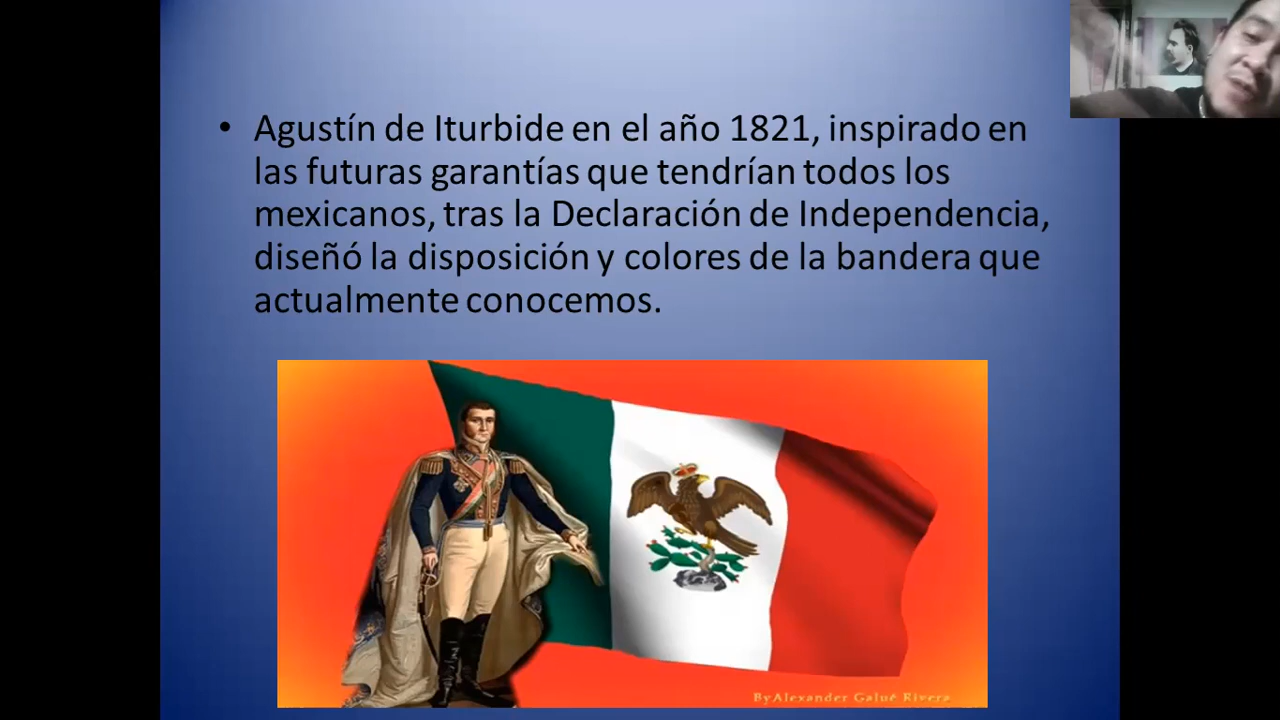 • Agustín de Iturbide en el año 1821, inspirado en
las futuras garantías que tendrían todos los
mexicanos, tras la Declaración de Independencia,
diseñó la disposición y colores de la bandera que
actualmente conocemos.
ByAlexander Galué Rivera